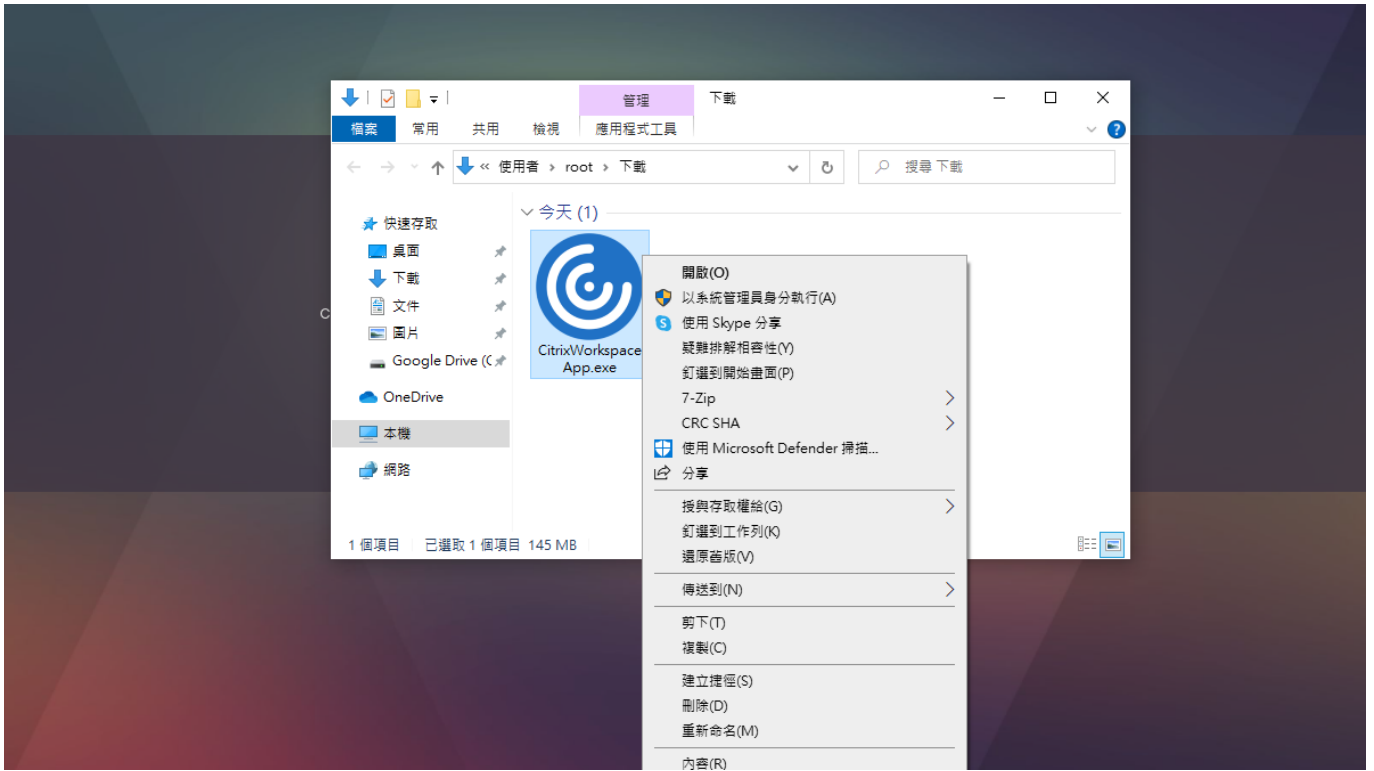 管理
下載
檔案
常用
共用
檢視
應用程式工具
?
« 使用者 › root › 下載
搜尋 下載
快速存取
桌面
下載
文件
圖片
Google Drive (C
OneDrive
本機
網路
今天 (1)
CitrixWorkspace
App.exe
C
開啟(O)
以系統管理員身分執行(A)
使用 Skype 分享
疑難排解相容性(Y)
釘選到開始畫面(P)
7-Zip
CRC SHA
使用 Microsoft Defender 掃描...
分享
授與存取權給(G)
釘選到工作列(K)
還原舊版(V)
傳送到(N)
剪下(T)
複製(C)
建立捷徑(S)
刪除(D)
重新命名(M)
內容(R)
1 個項目
已選取 1 個項目 145 MB